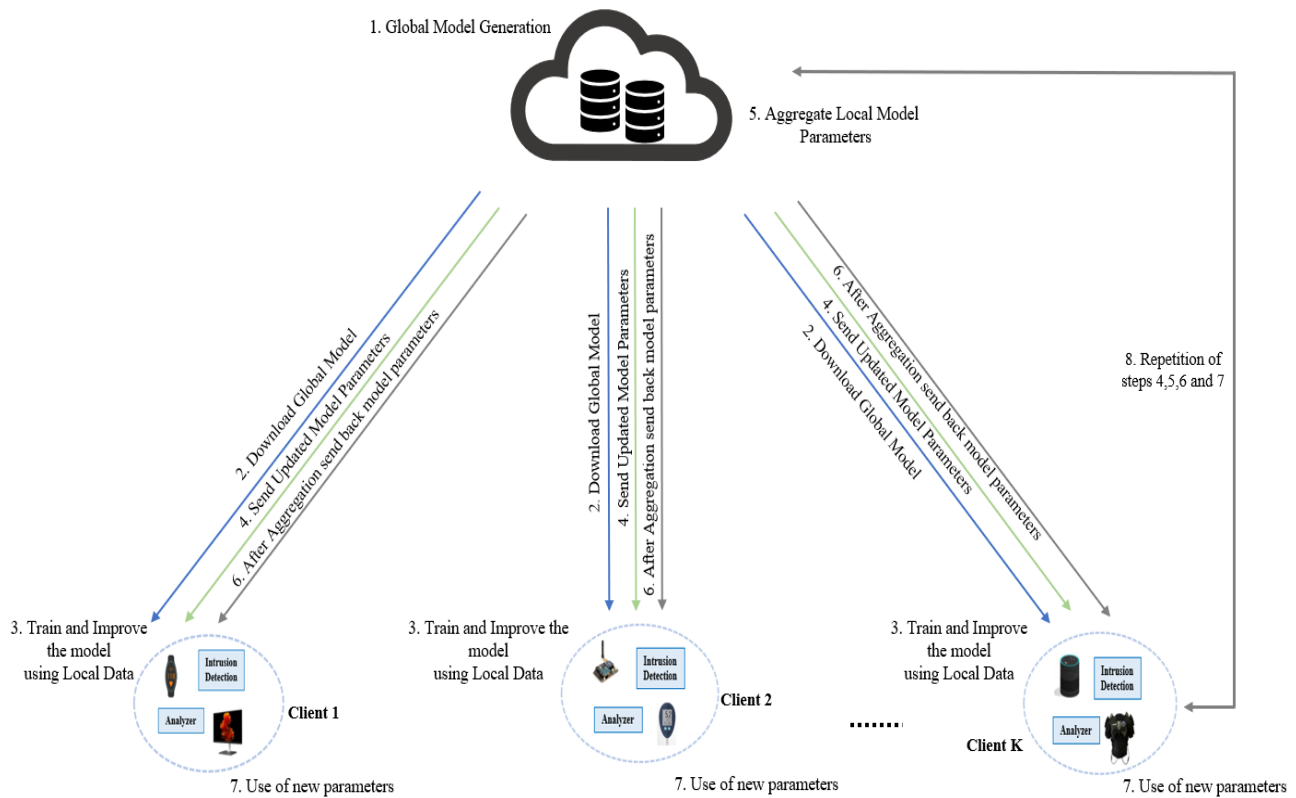 1. Global Model Generation
5. Aggregate Local Model
Parameters
2. Download Global Model
4. Send Updated Model Parameters
6. After Aggregation send back model parameters
2. Download Global Model
4. Send Updated Model Parameters
6. After Aggregation send back model parameters
6. After Aggregation send back model parameters
4. Send Updated Model Parameters
2. Download Global Model
8. Repetition of
steps 4,5,6 and 7
3. Train and Improve
the model
using Local Data
Intrusion
Detection
Analyzer
Client 1
7. Use of new parameters
3. Train and Improve the
model
using Local Data
Intrusion
Detection
Analyzer
Client 2
7. Use of new parameters
3. Train and Improve
the model
using Local Data
Intrusion
Detection
Analyzer
Client K
7. Use of new parameters